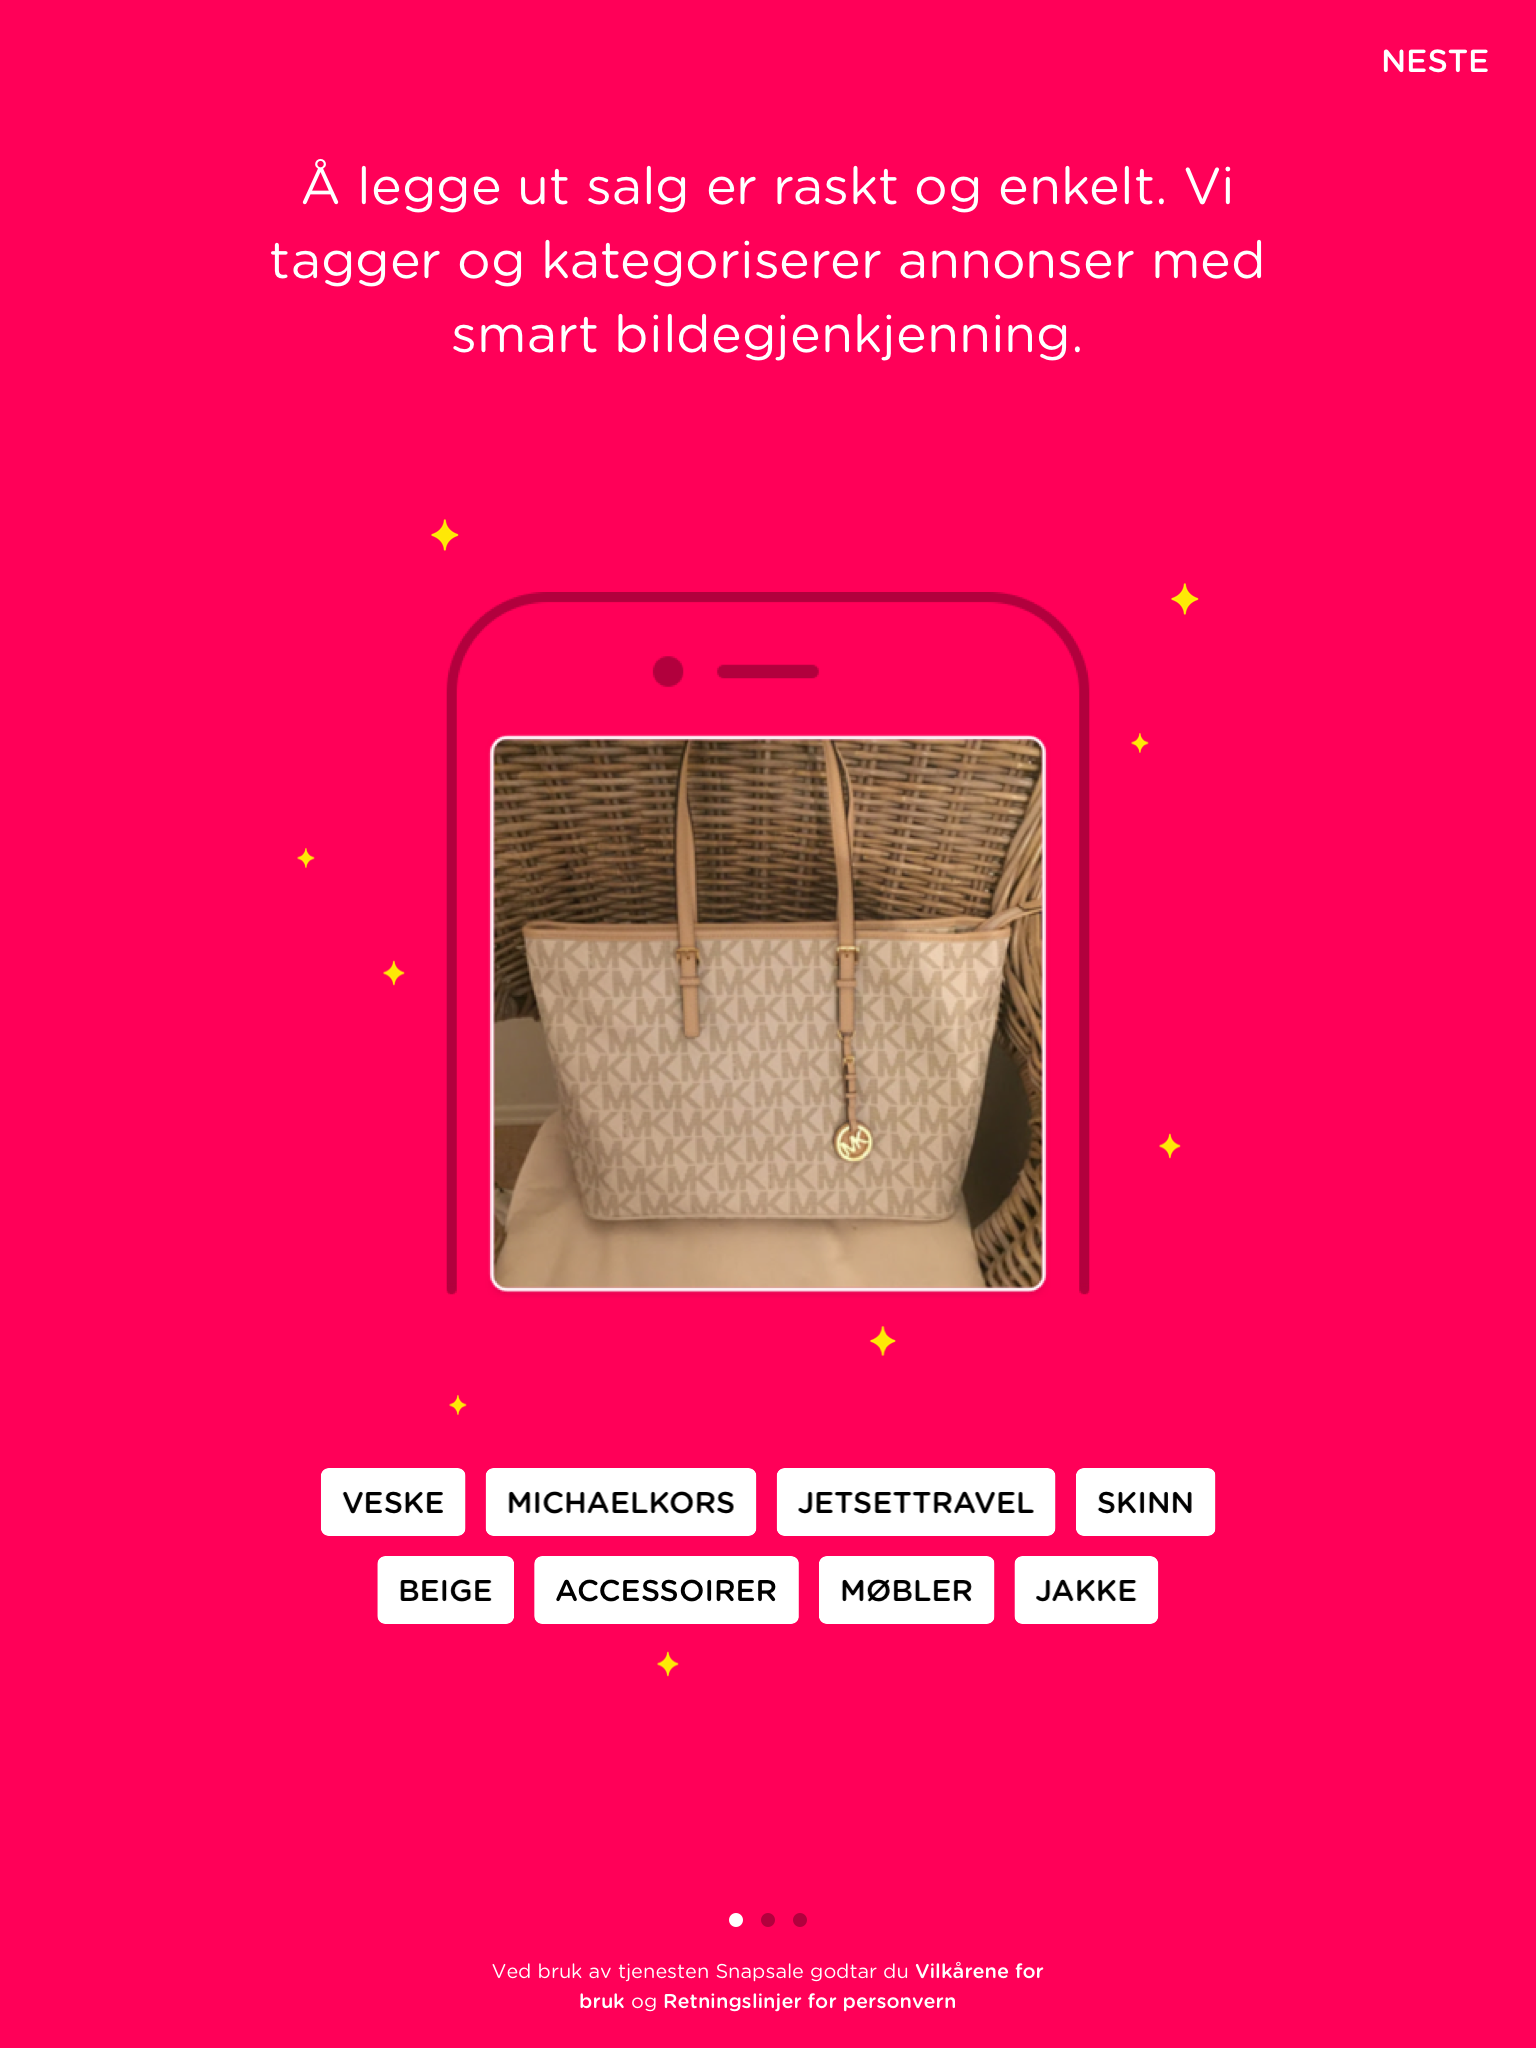 NESTE
Å legge ut salg er raskt og enkelt. Vi
tagger og kategoriserer annonser med
smart bildegjenkjenning.
MK
VESKE MICHAELKORS JETSETTRAVEL SKINN
BEIGE ACCESSOIRER MØBLER JAKKE
Ved bruk av tjenesten Snapsale godtar du Vilkårene for
bruk og Retningslinjer for personvern